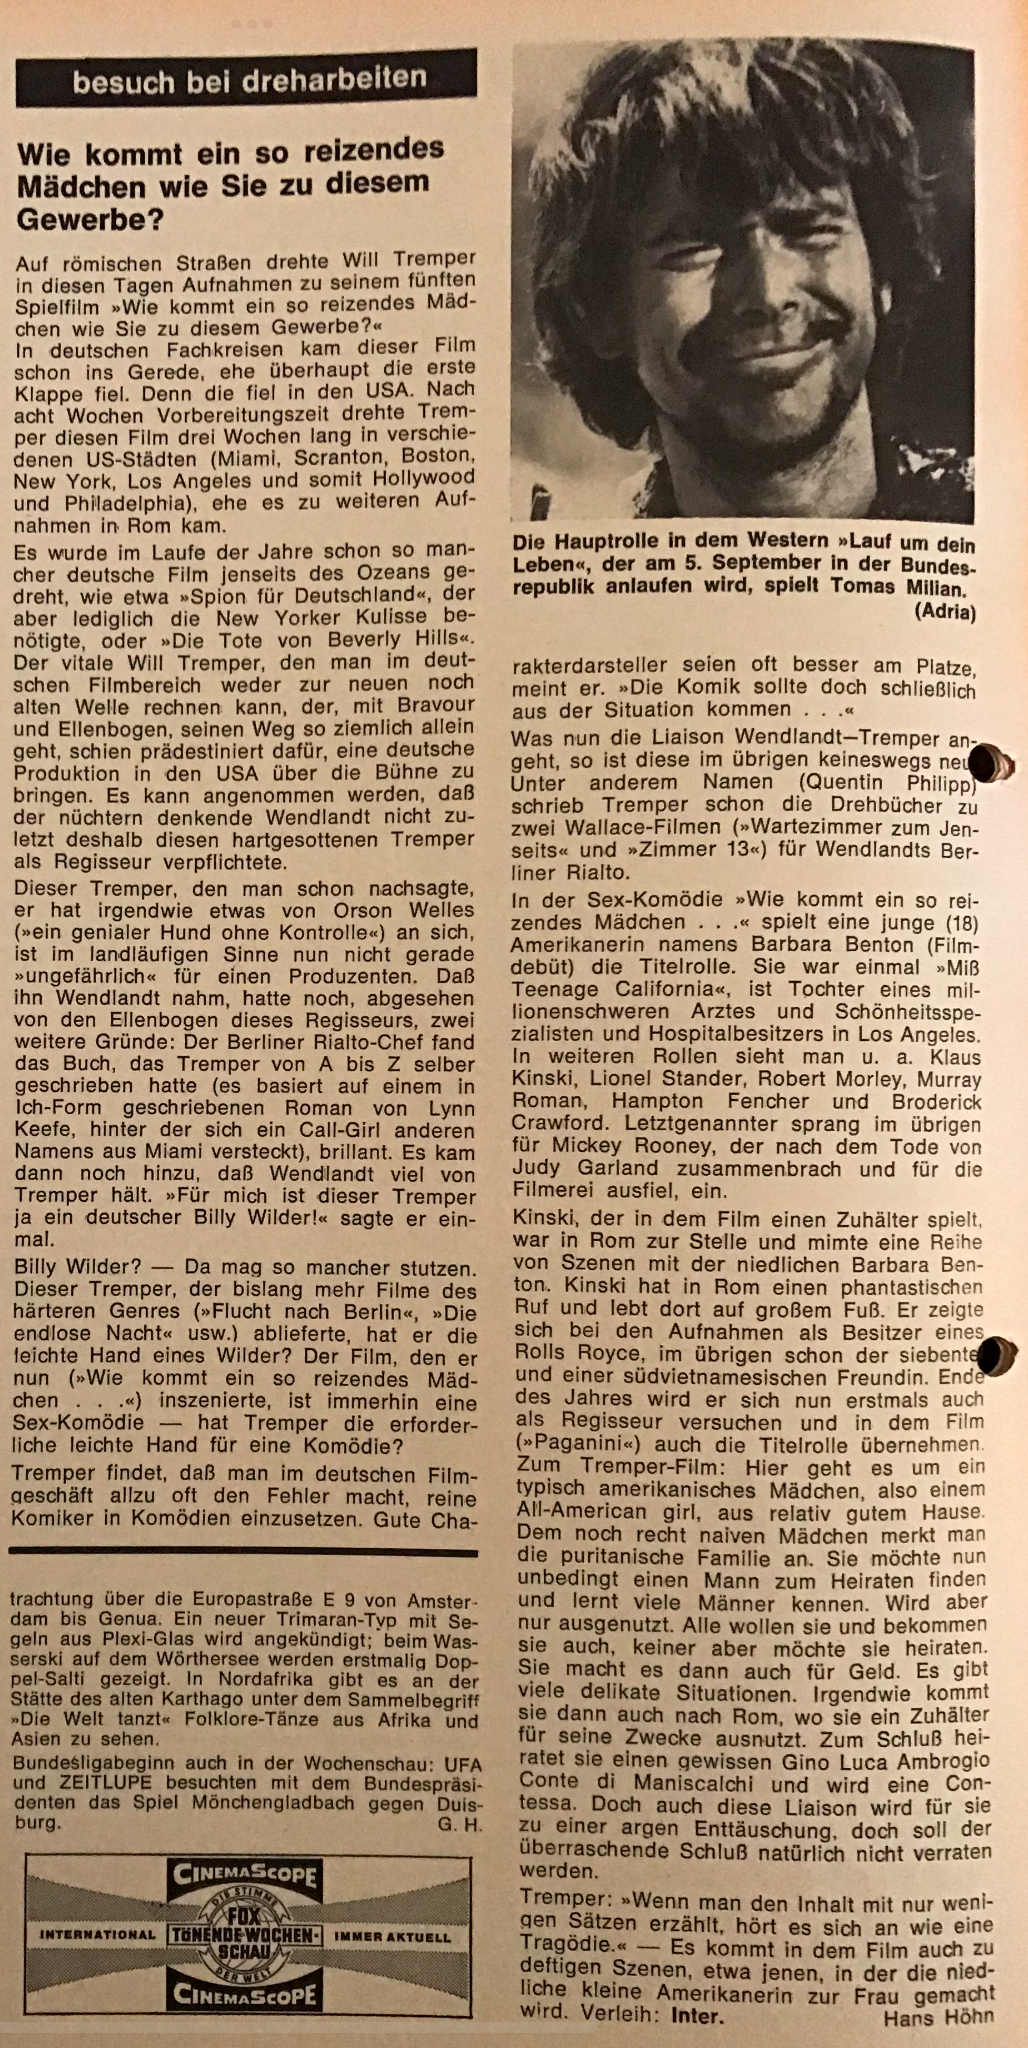 besuch bei dreharbeiten
Wie kommt ein so reizendes
Mädchen wie Sie zu diesem
Gewerbe?
Auf römischen Straßen drehte Will Tremper
in diesen Tagen Aufnahmen zu seinem fünften
Spielfilm »Wie kommt ein so reizendes Mäd-
chen wie Sie zu diesem Gewerbe?«
In deutschen Fachkreisen kam dieser Film
schon ins Gerede, ehe überhaupt die erste
Klappe fiel. Denn die fiel in den USA. Nach
acht Wochen Vorbereitungszeit drehte Trem-
per diesen Film drei Wochen lang in verschie-
denen US-Städten (Miami, Scranton, Boston,
New York, Los Angeles und somit Hollywood
und Philadelphia), ehe es zu weiteren Auf-
nahmen in Rom kam.
Es wurde im Laufe der Jahre schon so man-
cher deutsche Film jenseits des Ozeans ge-
dreht, wie etwa »Spion für Deutschland«, der
aber lediglich die New Yorker Kulisse be-
nötigte, oder »Die Tote von Beverly Hills«.
Der vitale Will Tremper, den man im deut-
schen Filmbereich weder zur neuen noch
alten Welle rechnen kann, der, mit Bravour
und Ellenbogen, seinen Weg so ziemlich allein
geht, schien prädestiniert dafür, eine deutsche
Produktion in den USA über die Bühne zu
bringen. Es kann angenommen werden, daß
der nüchtern denkende Wendlandt nicht zu-
letzt deshalb diesen hartgesottenen Tremper
als Regisseur verpflichtete.
Dieser Tremper, den man schon nachsagte,
er hat irgendwie etwas von Orson Welles
(»ein genialer Hund ohne Kontrolle«) an sich,
ist im landläufigen Sinne nun nicht gerade
»ungefährlich« für einen Produzenten. Daß
ihn Wendlandt nahm, hatte noch, abgesehen
von den Ellenbogen dieses Regisseurs, zwei
weitere Gründe: Der Berliner Rialto-Chef fand
das Buch, das Tremper von A bis Z selber
geschrieben hatte (es basiert auf einem in
Ich-Form geschriebenen Roman von Lynn
Keefe, hinter der sich ein Call-Girl anderen
Namens aus Miami versteckt), brillant. Es kam
dann noch hinzu, daß Wendlandt viel von
Tremper hält. »Für mich ist dieser Tremper
ja ein deutscher Billy Wilder!« sagte er ein-
mal.
Billy Wilder? — Da mag so mancher stutzen.
Dieser Tremper, der bislang mehr Filme des
härteren Genres (»Flucht nach Berlin«, »Die
endlose Nacht« usw.) ablieferte, hat er die
leichte Hand eines Wilder? Der Film, den er
nun (»Wie kommt ein so reizendes Mäd-
chen . . .«) inszenierte, ist immerhin eine
Sex-Komödie — hat Tremper die erforder-
liche leichte Hand für eine Komödie?
Tremper findet, daß man im deutschen Film-
geschäft allzu oft den Fehler macht, reine
Komiker in Komödien einzusetzen. Gute Cha-
trachtung über die Europastraße E 9 von Amster-
dam bis Genua. Ein neuer Trimaran-Typ mit Se-
geln aus Plexi-Glas wird angekündigt; beim Was-
serski auf dem Wörthersee werden erstmalig Dop-
pel-Salti gezeigt. In Nordafrika gibt es an der
Stätte des alten Karthago unter dem Sammelbegriff
»Die Welt tanzt« Folklore-Tänze aus Afrika und
Asien zu sehen.
Bundesligabeginn auch in der Wochenschau: UFA
und ZEITLUPE besuchten mit dem Bundespräsi-
denten das Spiel Mönchengladbach gegen Duis-
burg. G. H.
CINEMASCOPE
DIE STIMME
FOX
INTERNATIONAL TÖNENDE-WOCHEN- IMMER AKTUELL
SCHAU
DER WELT
CINEMASCOPE
Die Hauptrolle in dem Western »Lauf um dein
Leben«, der am 5. September in der Bundes-
republik anlaufen wird, spielt Tomas Milian.
(Adria)
rakterdarsteller seien oft besser am Platze,
meint er. »Die Komik sollte doch schließlich
aus der Situation kommen . . .«
Was nun die Liaison Wendlandt—Tremper an-
geht, so ist diese im übrigen keineswegs neu
Unter anderem Namen (Quentin Philipp)
schrieb Tremper schon die Drehbücher zu
zwei Wallace-Filmen (»Wartezimmer zum Jen-
seits« und »Zimmer 13«) für Wendlandts Ber-
liner Rialto.
In der Sex-Komödie »Wie kommt ein so rei-
zendes Mädchen . . .« spielt eine junge (18)
Amerikanerin namens Barbara Benton (Film-
debüt) die Titelrolle. Sie war einmal »Miß
Teenage California«, ist Tochter eines mil-
lionenschweren Arztes und Schönheitsspe-
zialisten und Hospitalbesitzers in Los Angeles.
In weiteren Rollen sieht man u. a. Klaus
Kinski, Lionel Stander, Robert Morley, Murray
Roman, Hampton Fencher und Broderick
Crawford. Letztgenannter sprang im übrigen
für Mickey Rooney, der nach dem Tode von
Judy Garland zusammenbrach und für die
Filmerei ausfiel, ein.
Kinski, der in dem Film einen Zuhälter spielt,
war in Rom zur Stelle und mimte eine Reihe
von Szenen mit der niedlichen Barbara Ben-
ton. Kinski hat in Rom einen phantastischen
Ruf und lebt dort auf großem Fuß. Er zeigte
sich bei den Aufnahmen als Besitzer eines
Rolls Royce, im übrigen schon der siebente
und einer südvietnamesischen Freundin. Ende
des Jahres wird er sich nun erstmals auch
als Regisseur versuchen und in dem Film
(»Paganini«) auch die Titelrolle übernehmen.
Zum Tremper-Film: Hier geht es um ein
typisch amerikanisches Mädchen, also einem
All-American girl, aus relativ gutem Hause.
Dem noch recht naiven Mädchen merkt man
die puritanische Familie an. Sie möchte nun
unbedingt einen Mann zum Heiraten finden
und lernt viele Männer kennen. Wird aber
nur ausgenutzt. Alle wollen sie und bekommen
sie auch, keiner aber möchte sie heiraten.
Sie macht es dann auch für Geld. Es gibt
viele delikate Situationen. Irgendwie kommt
sie dann auch nach Rom, wo sie ein Zuhälter
für seine Zwecke ausnutzt. Zum Schluß hei-
ratet sie einen gewissen Gino Luca Ambrogio
Conte di Maniscalchi und wird eine Con-
tessa. Doch auch diese Liaison wird für sie
zu einer argen Enttäuschung, doch soll der
überraschende Schluß natürlich nicht verraten
werden.
Tremper: »Wenn man den Inhalt mit nur weni-
gen Sätzen erzählt, hört es sich an wie eine
Tragödie.« — Es kommt in dem Film auch zu
deftigen Szenen, etwa jenen, in der die nied-
liche kleine Amerikanerin zur Frau gemacht
wird. Verleih: Inter. Hans Höhn